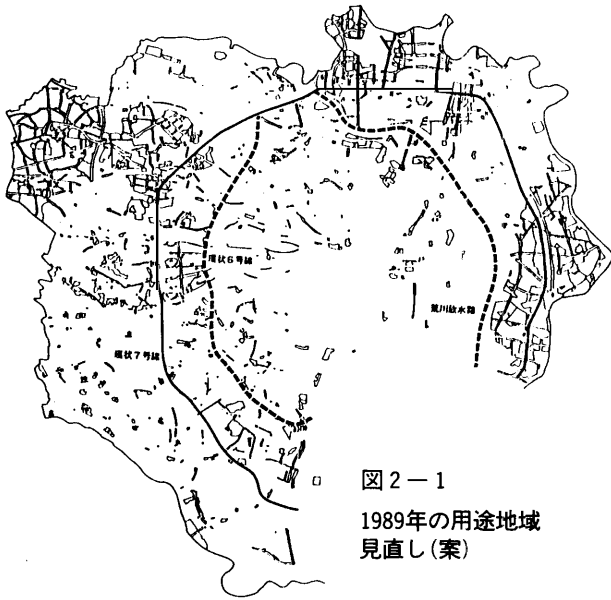 環状6号線
荒川放水路
環状7号線
図2－1
1989年の用途地域
見直し(案)